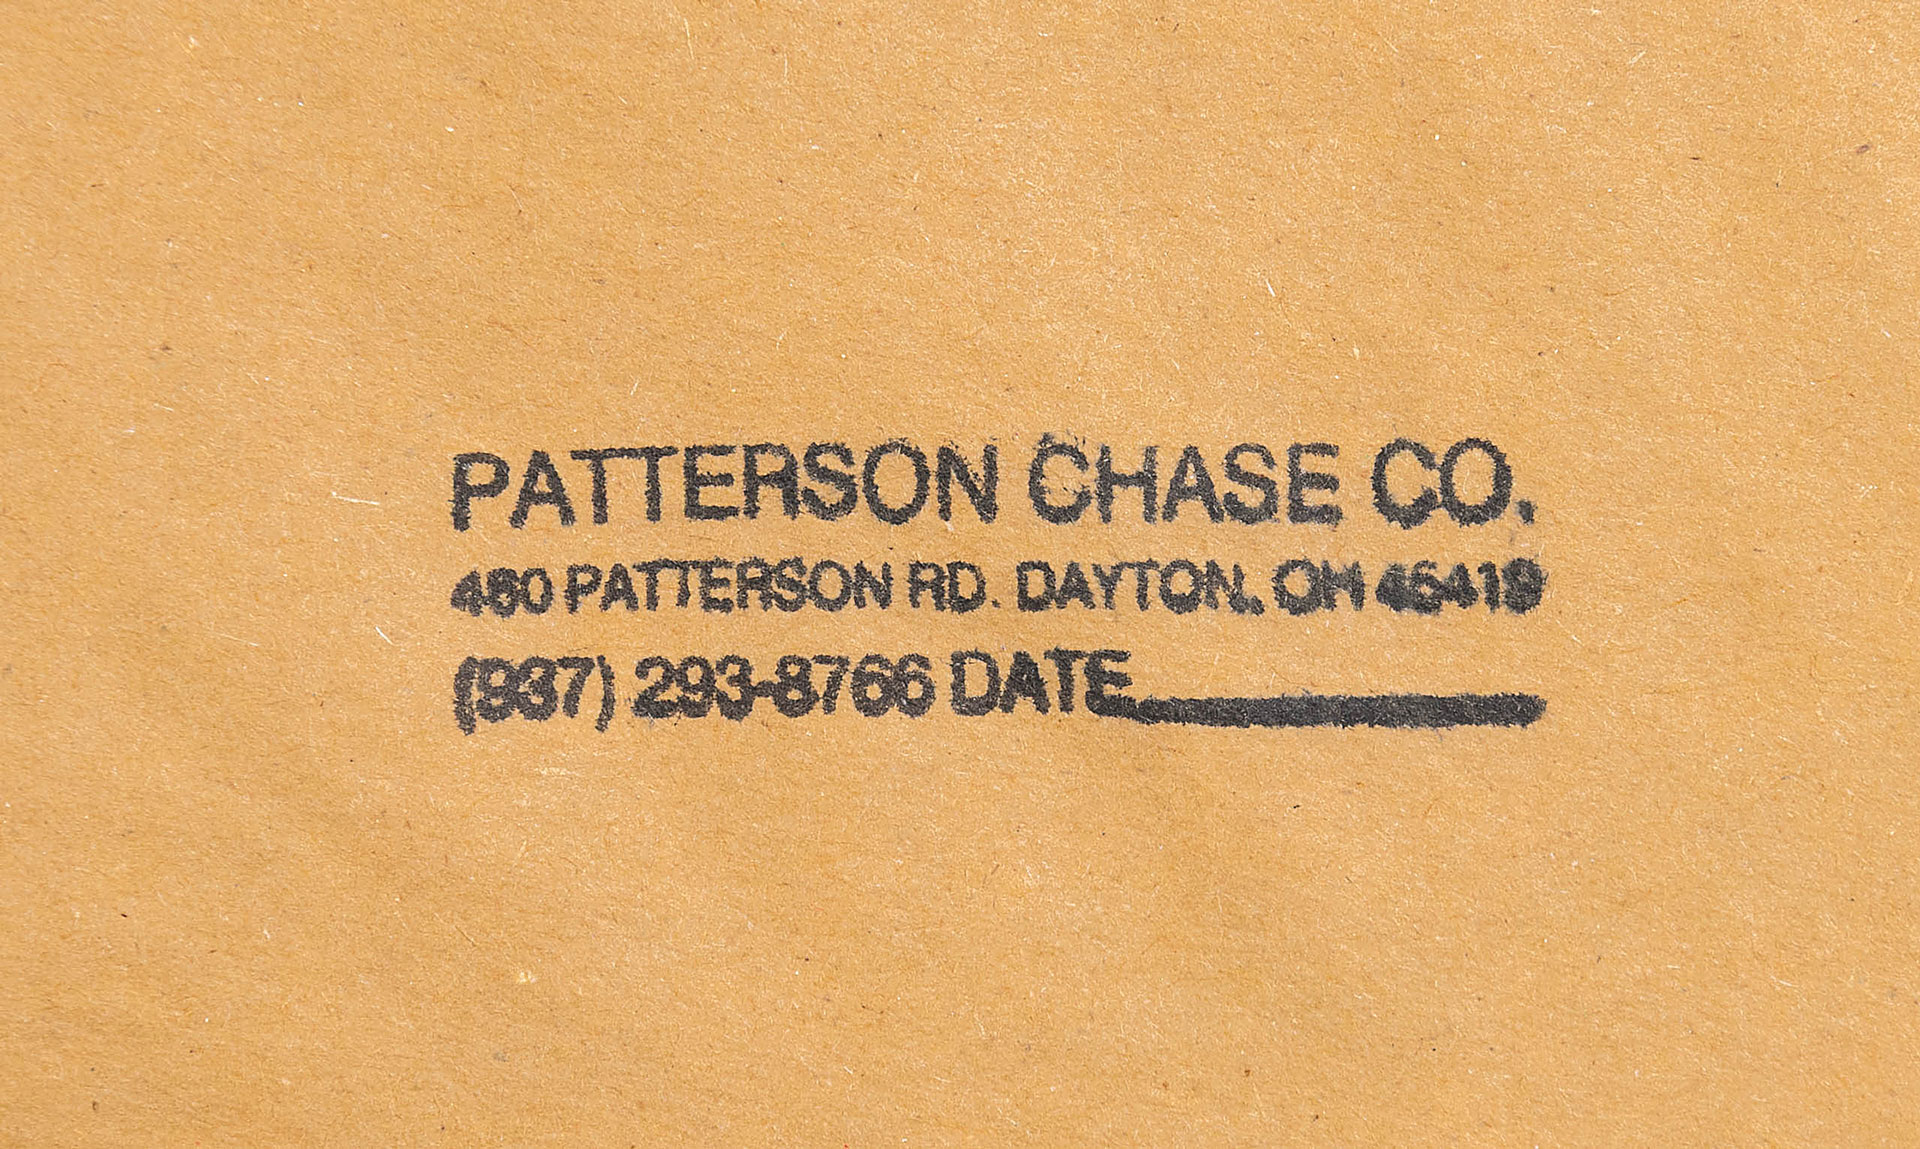 PATTERSON CHASE CO.
480 PATTERSON RD. DAYTON, OH 45419
(937) 293-8766 DATE